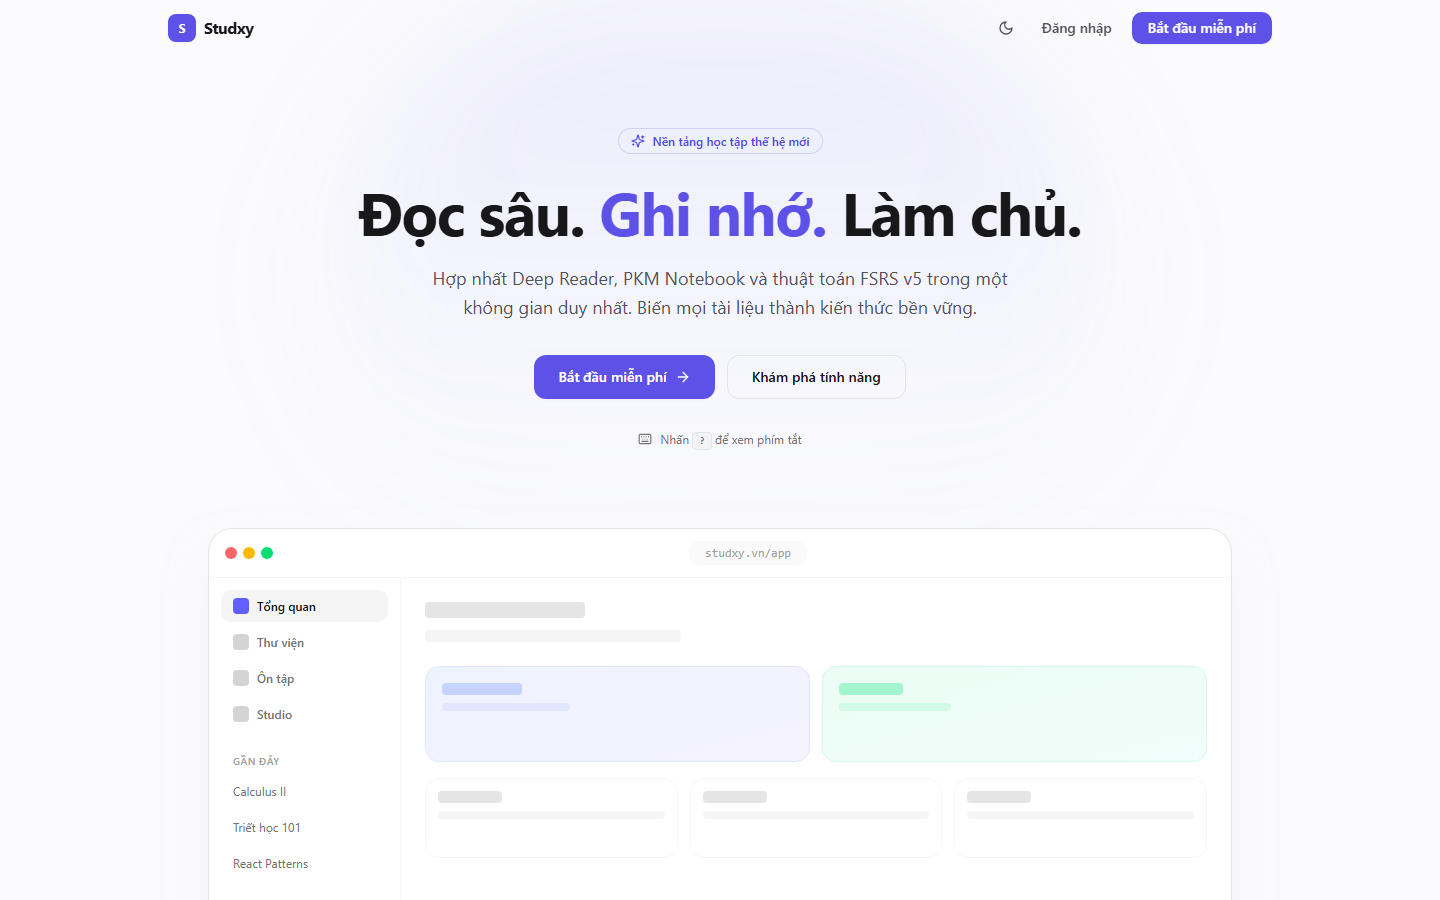 S Studxy
Đăng nhập
Bắt đầu miễn phí
Nền tảng học tập thế hệ mới
Đọc sâu. Ghi nhớ. Làm chủ.
Hợp nhất Deep Reader, PKM Notebook và thuật toán FSRS v5 trong một
không gian duy nhất. Biến mọi tài liệu thành kiến thức bền vững.
Bắt đầu miễn phí
Khám phá tính năng
Nhấn ? để xem phím tắt
studxy.vn/app
Tổng quan
Thư viện
Ôn tập
Studio
GẦN ĐÂY
Calculus II
Triết học 101
React Patterns